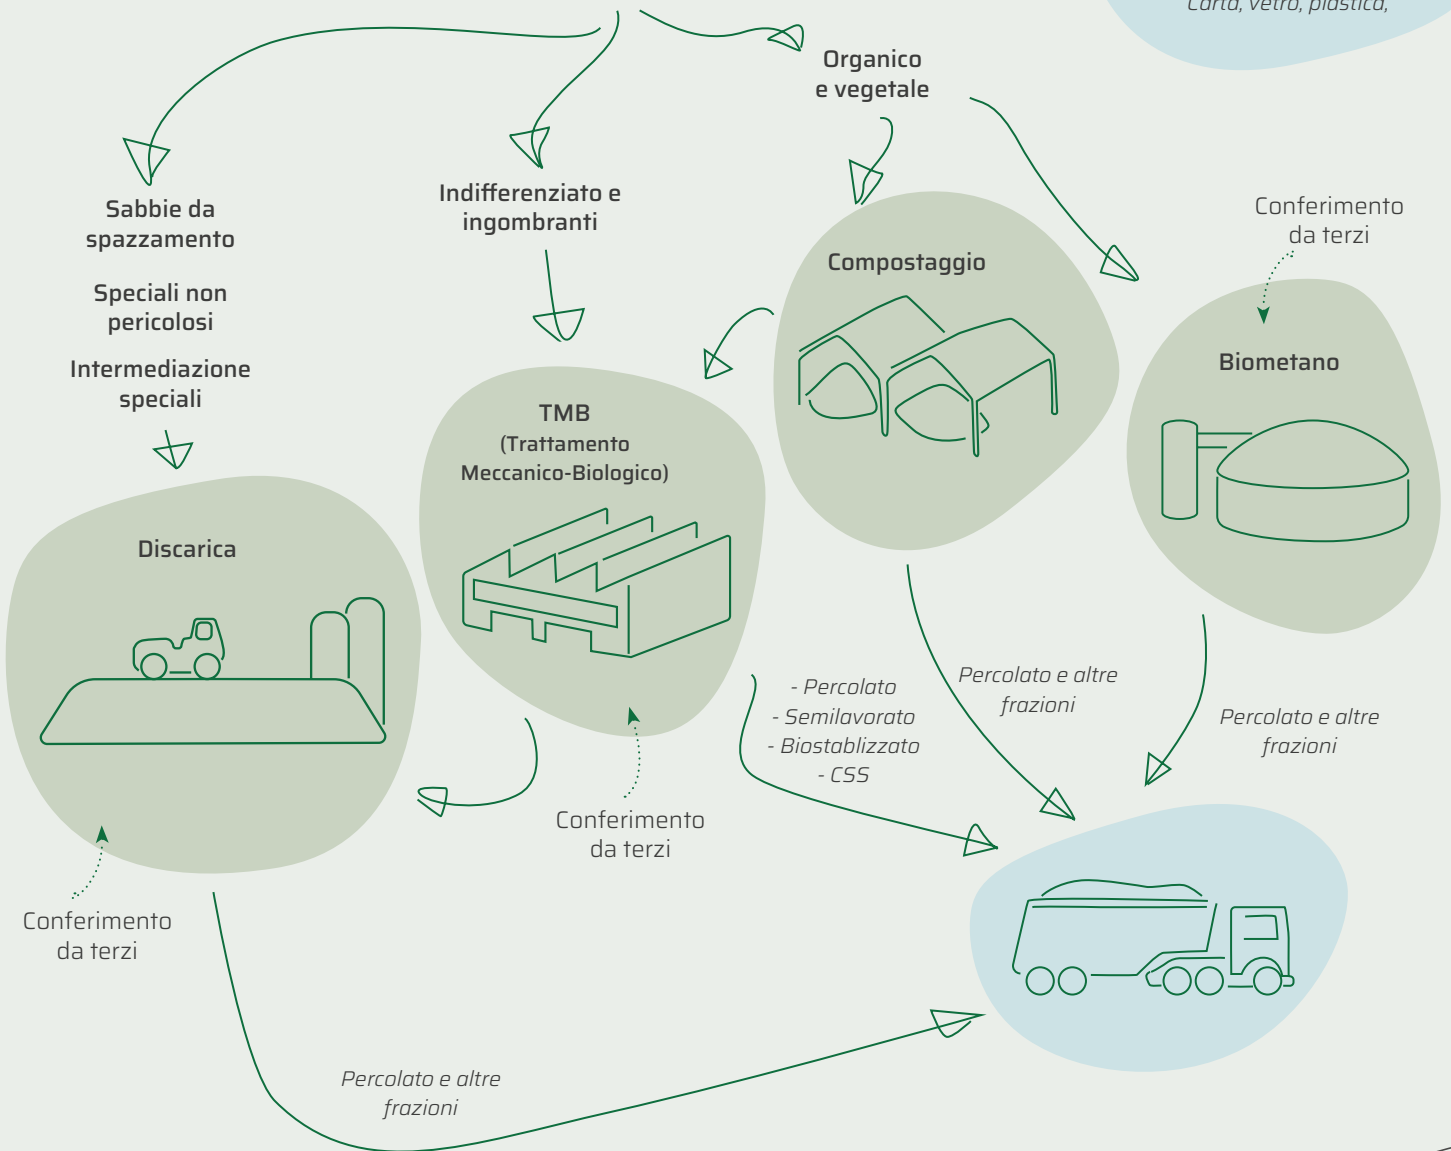 Carta, vetro, plastica,
Organico
e vegetale
Sabbie da
spazzamento
Speciali non
pericolosi
Intermediazione
speciali
Indifferenziato e
ingombranti
Compostaggio
Conferimento
da terzi
Biometano
TMB
(Trattamento
Meccanico-Biologico)
Discarica
- Percolato
- Semilavorato
- Biostablizzato
- CSS
Percolato e altre
frazioni
Percolato e altre
frazioni
Conferimento
da terzi
Conferimento
da terzi
Percolato e altre
frazioni